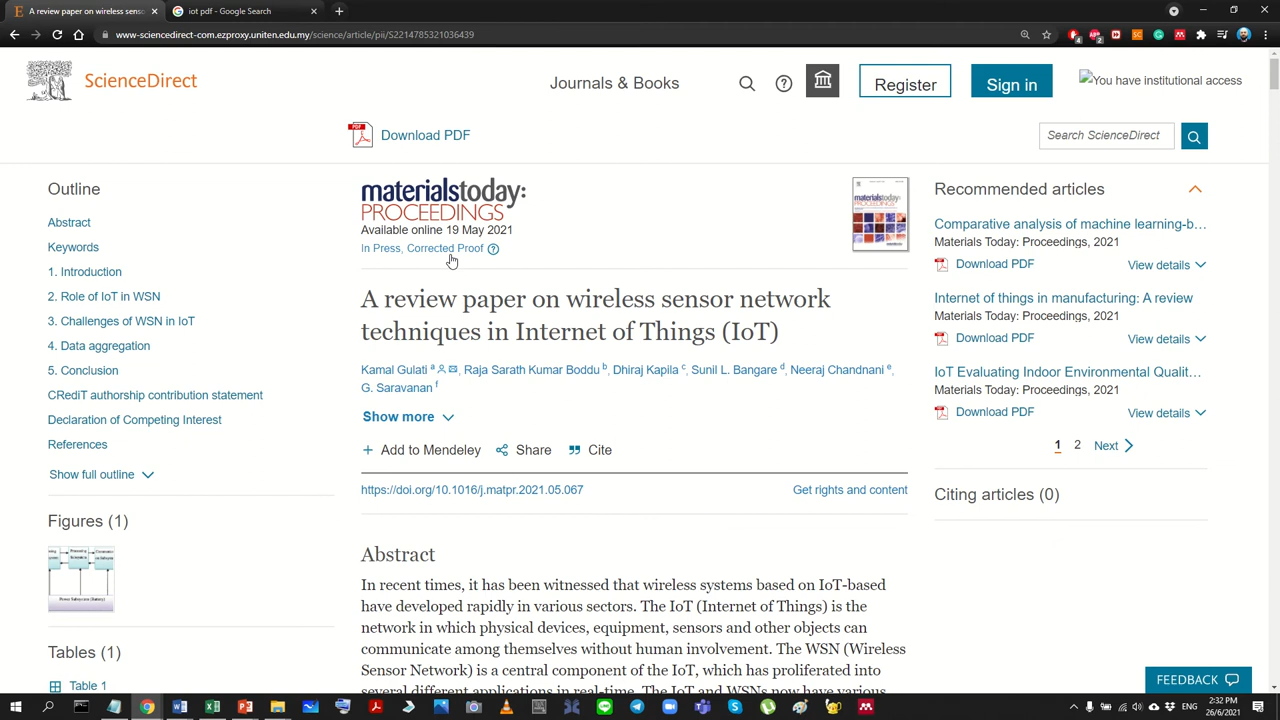 A review
iot pdf - Google Search
www-sciencedirect-com.ezproxy.uniten.edu.my/science/article/pii/S2214785321036439
ScienceDirect
Journals & Books
Register
Sign in
You have institutional access
Download PDF
Search ScienceDirect
Outline
Abstract
Keywords
1. Introduction
2. Role of IoT in WSN
3. Challenges of WSN in IoT
4. Data aggregation
5. Conclusion
CRediT authorship contribution statement
Declaration of Competing Interest
References
Show full outline
Figures (1)
Tables (1)
Table 1
materialstoday:
PROCEEDINGS
Available online 19 May 2021
In Press, Corrected Proof
A review paper on wireless sensor network
techniques in Internet of Things (IoT)
Kamal Gulati a, Raja Sarath Kumar Boddu b, Dhiraj Kapila c, Sunil L. Bangare d, Neeraj Chandnani e,
G. Saravanan f
Show more
Add to Mendeley Share Cite
https://doi.org/10.1016/j.matpr.2021.05.067
Get rights and content
Abstract
In recent times, it has been witnessed that wireless systems based on IoT-based
have developed rapidly in various sectors. The IoT (Internet of Things) is the
network in which physical devices, equipment, sensors and other objects can
communicate among themselves without human involvement. The WSN (Wireless
Sensor Network) is a central component of the IoT, which has proliferated into
several different applications in real-time. The IoT and WSNs now have various
Recommended articles
Comparative analysis of machine learning-b...
Materials Today: Proceedings, 2021
Download PDF View details
Internet of things in manufacturing: A review
Materials Today: Proceedings, 2021
Download PDF View details
IoT Evaluating Indoor Environmental Qualit...
Materials Today: Proceedings, 2021
Download PDF View details
1 2 Next
Citing articles (0)
FEEDBACK
2:32 PM
26/6/2021